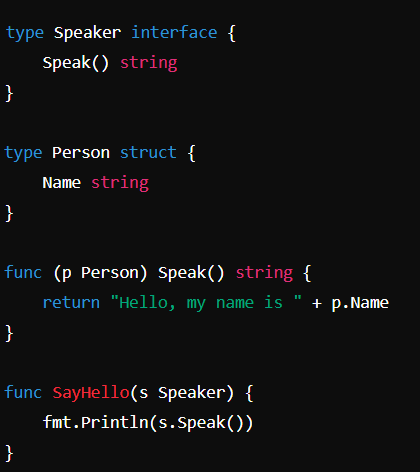 type Speaker interface {
    Speak() string
}

type Person struct {
    Name string
}

func (p Person) Speak() string {
    return "Hello, my name is " + p.Name
}

func SayHello(s Speaker) {
    fmt.Println(s.Speak())
}